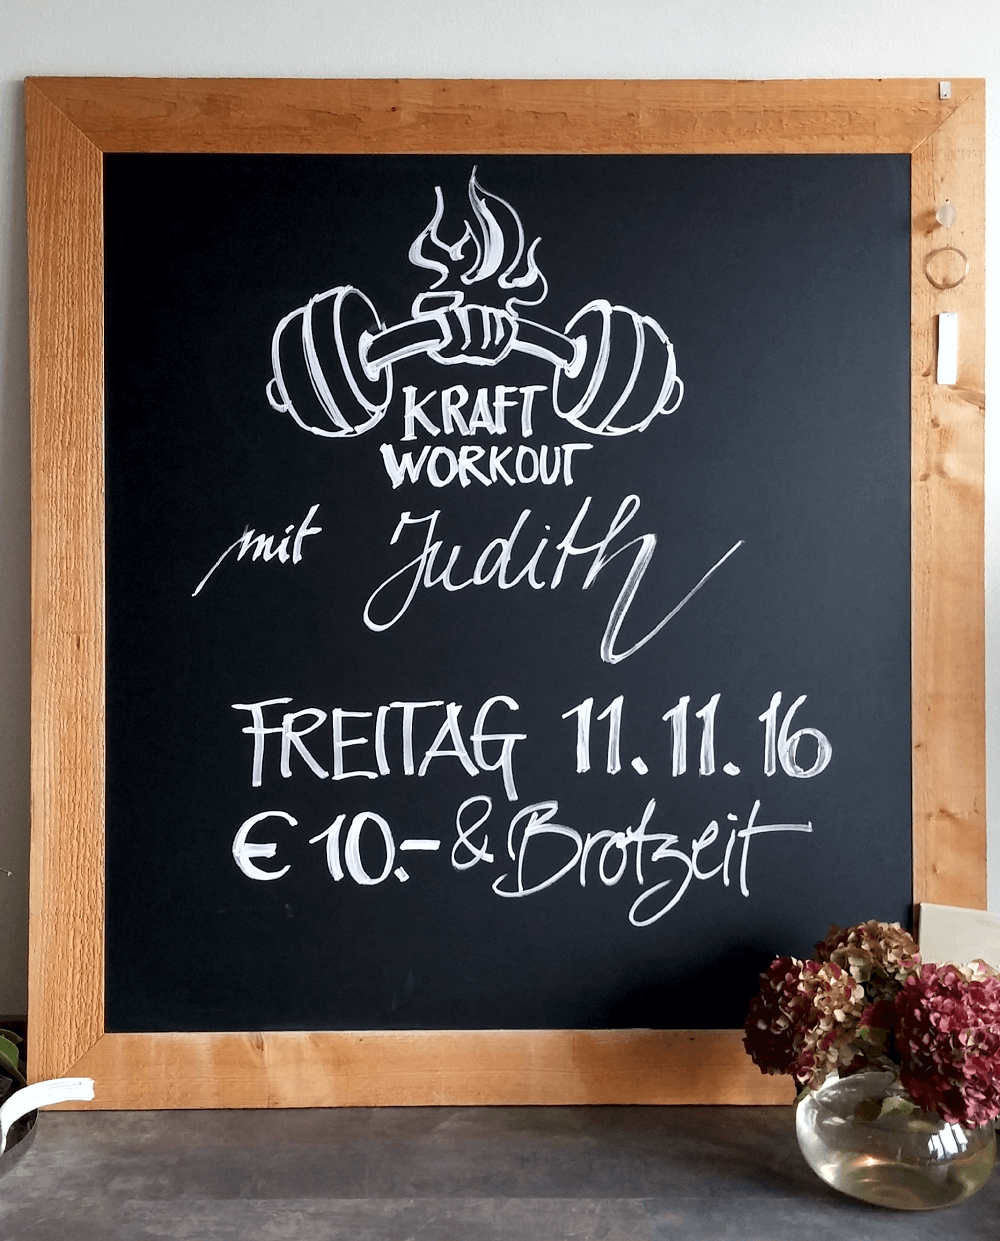 KRAFT
WORKOUT
mit Judith
FREITAG 11.11.16
€ 10.- & Brotzeit